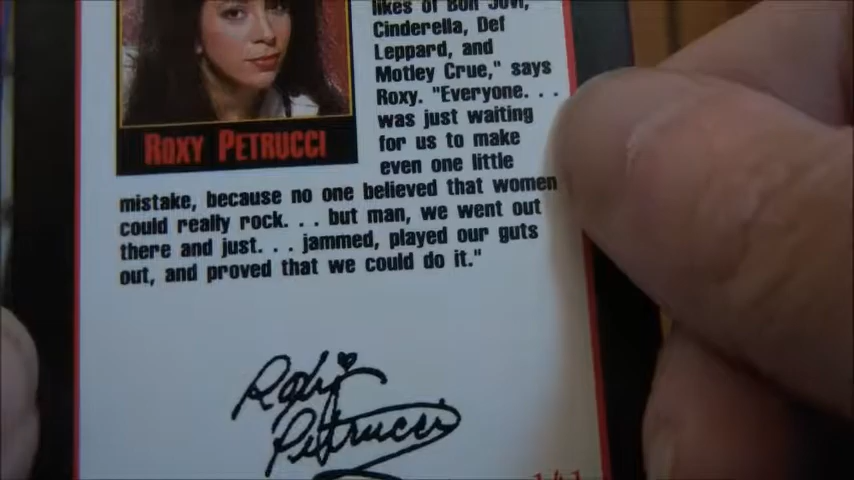 likes of Bon Jovi,
Cinderella, Def
Leppard, and
Motley Crue," says
Roxy. "Everyone. . .
was just waiting
for us to make
even one little
ROXY PETRUCCI
mistake, because no one believed that women
could really rock. . . but man, we went out
there and just. . . jammed, played our guts
out, and proved that we could do it."
Roxy
Petrucci